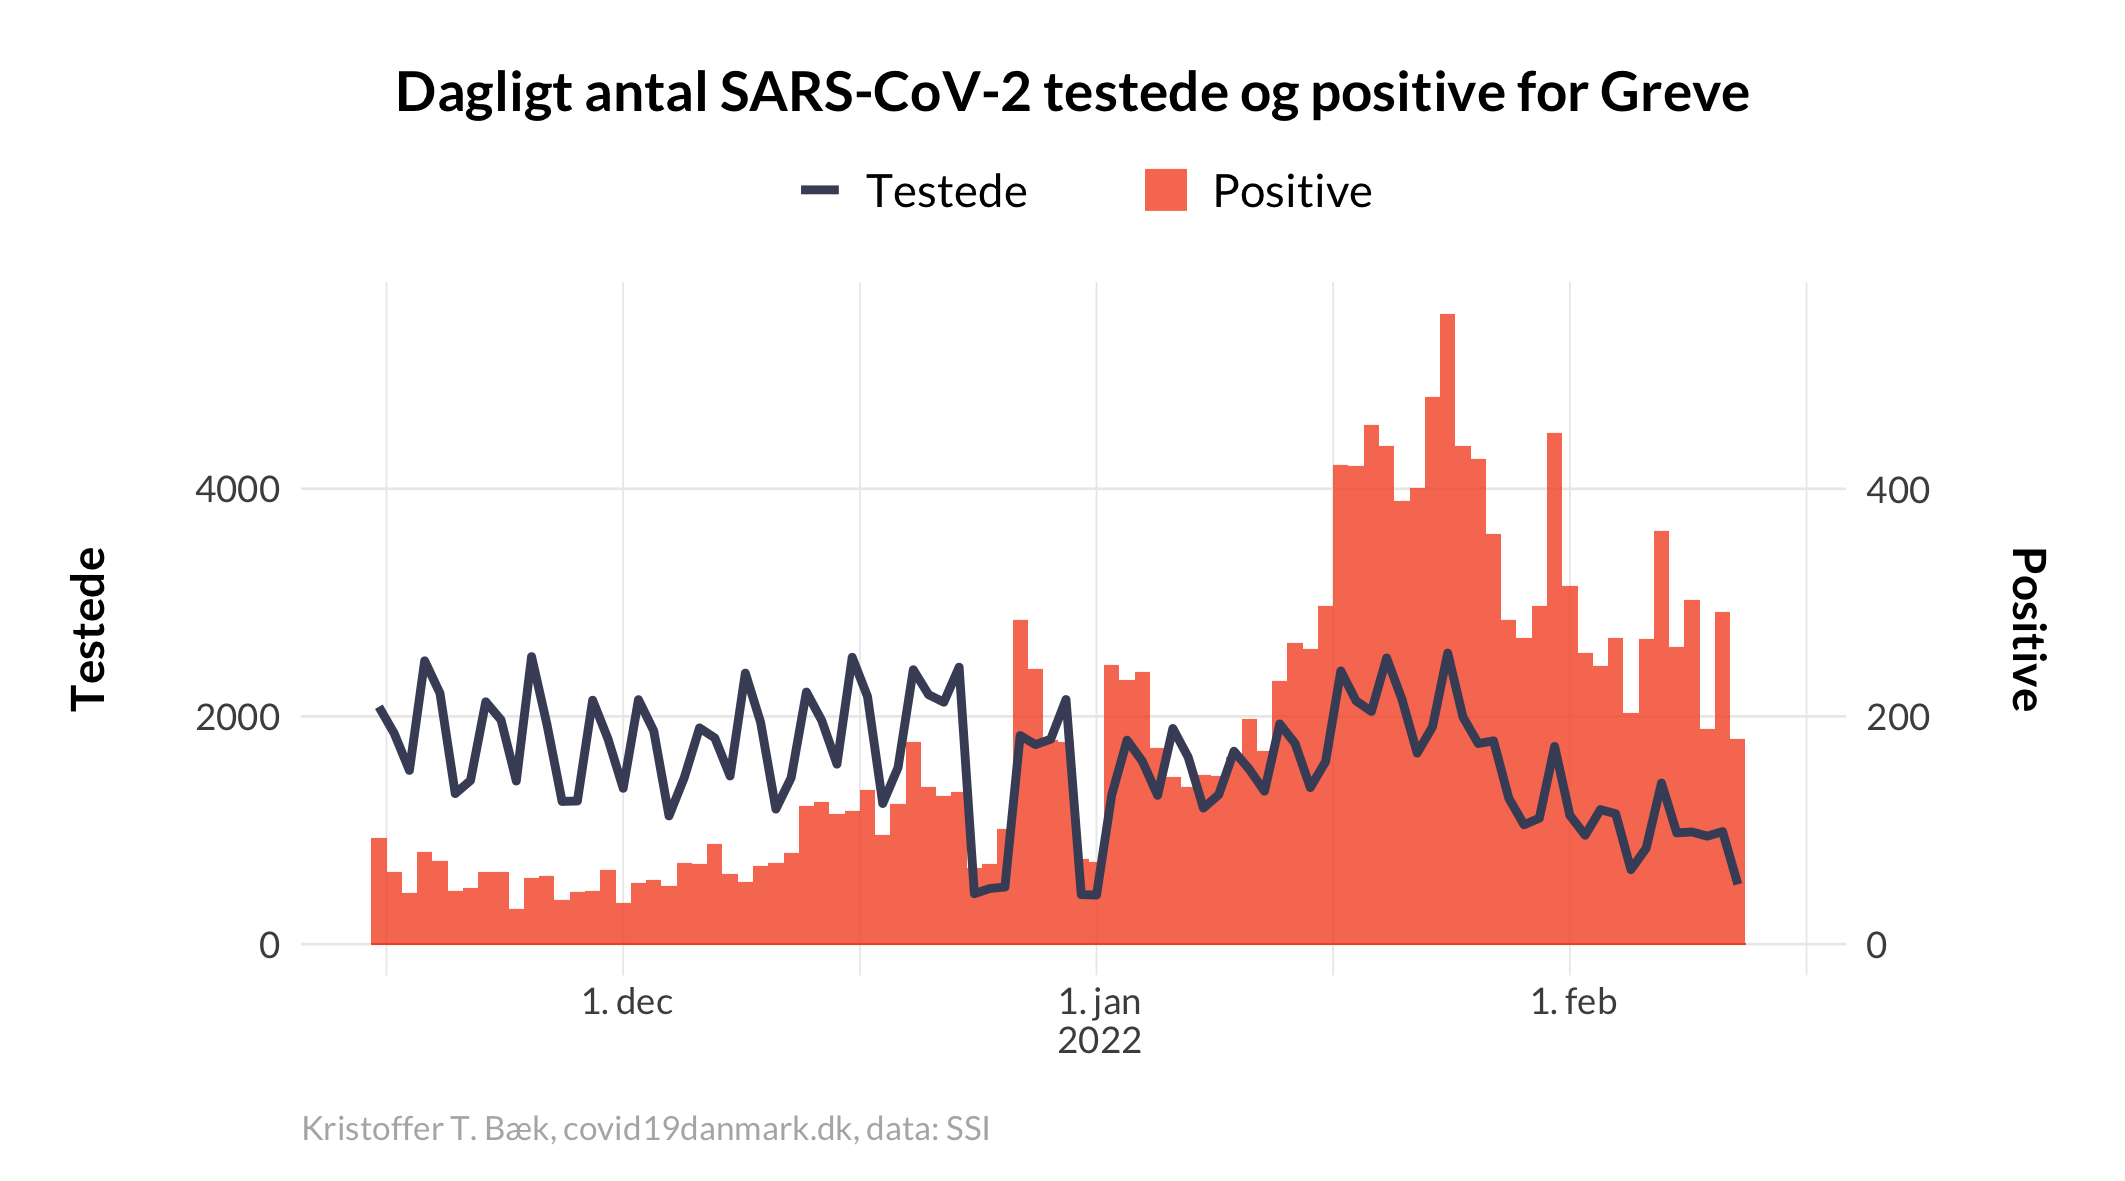 Dagligt antal SARS-CoV-2 testede og positive for Greve
Testede
Positive
4000
2000
0
Testede
400
200
0
Positive
1. dec
1. jan
2022
1. feb
Kristoffer T. Bæk, covid19danmark.dk, data: SSI